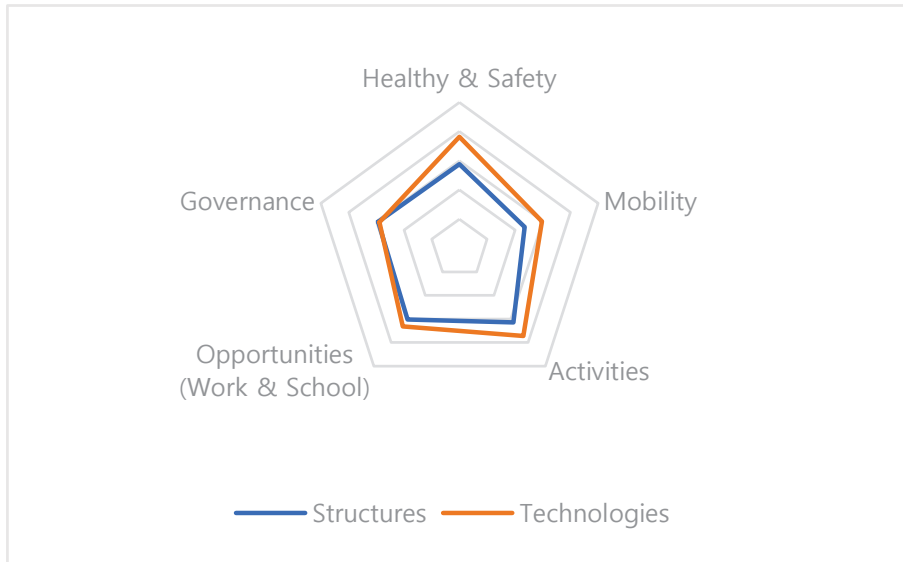 Healthy & Safety
Governance
Mobility
Opportunities
(Work & School)
Activities
Structures
Technologies